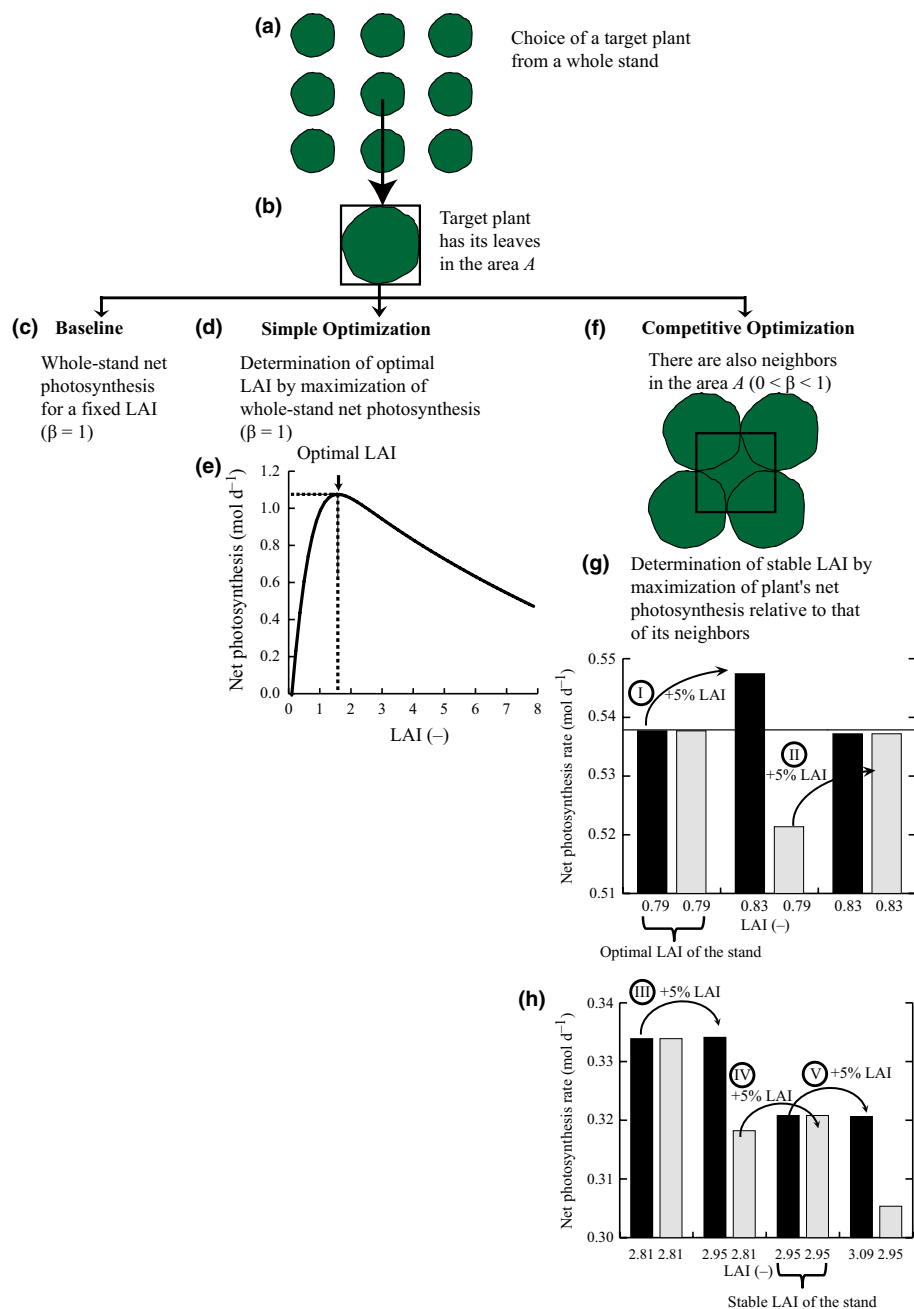 (a)
Choice of a target plant
from a whole stand
(b)
Target plant
has its leaves
in the area A
(c) Baseline
Whole-stand net
photosynthesis
for a fixed LAI
(β = 1)
(d) Simple Optimization
Determination of optimal
LAI by maximization of
whole-stand net photosynthesis
(β = 1)
(e)
Optimal LAI
Net photosynthesis (mol d⁻¹)
1.2
1.0
0.8
0.6
0.4
0.2
0.0
0 1 2 3 4 5 6 7 8
LAI (–)
(f) Competitive Optimization
There are also neighbors
in the area A (0 < β < 1)
(g) Determination of stable LAI by
maximization of plant's net
photosynthesis relative to that
of its neighbors
Net photosynthesis rate (mol d⁻¹)
0.55
0.54
0.53
0.52
0.51
I +5% LAI
II
+5% LAI
0.79 0.79 0.83 0.79 0.83 0.83
LAI (–)
Optimal LAI of the stand
(h)
Net photosynthesis rate (mol d⁻¹)
0.34
0.33
0.32
0.31
0.30
III +5% LAI
IV
+5% LAI
V +5% LAI
2.81 2.81 2.95 2.81 2.95 2.95 3.09 2.95
LAI (–)
Stable LAI of the stand